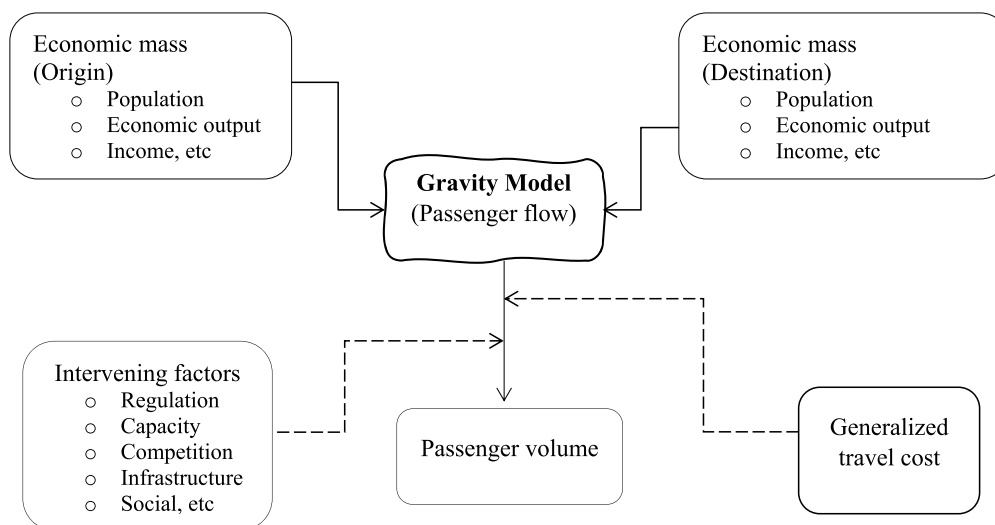 Economic mass
(Origin)
o Population
o Economic output
o Income, etc
Economic mass
(Destination)
o Population
o Economic output
o Income, etc
Gravity Model
(Passenger flow)
Intervening factors
o Regulation
o Capacity
o Competition
o Infrastructure
o Social, etc
Passenger volume
Generalized
travel cost